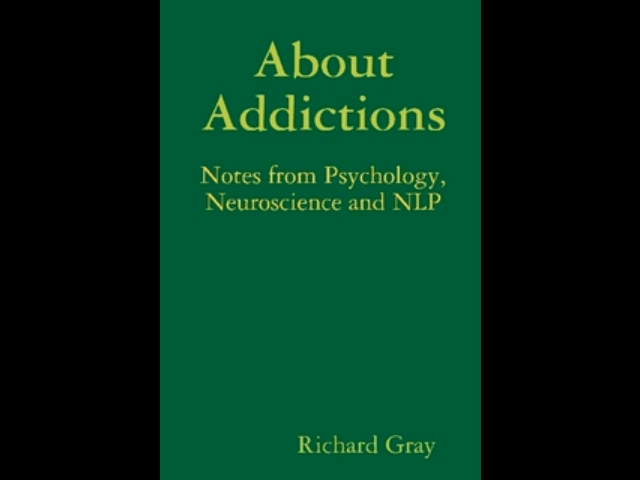 About
Addictions
Notes from Psychology,
Neuroscience and NLP
Richard Gray